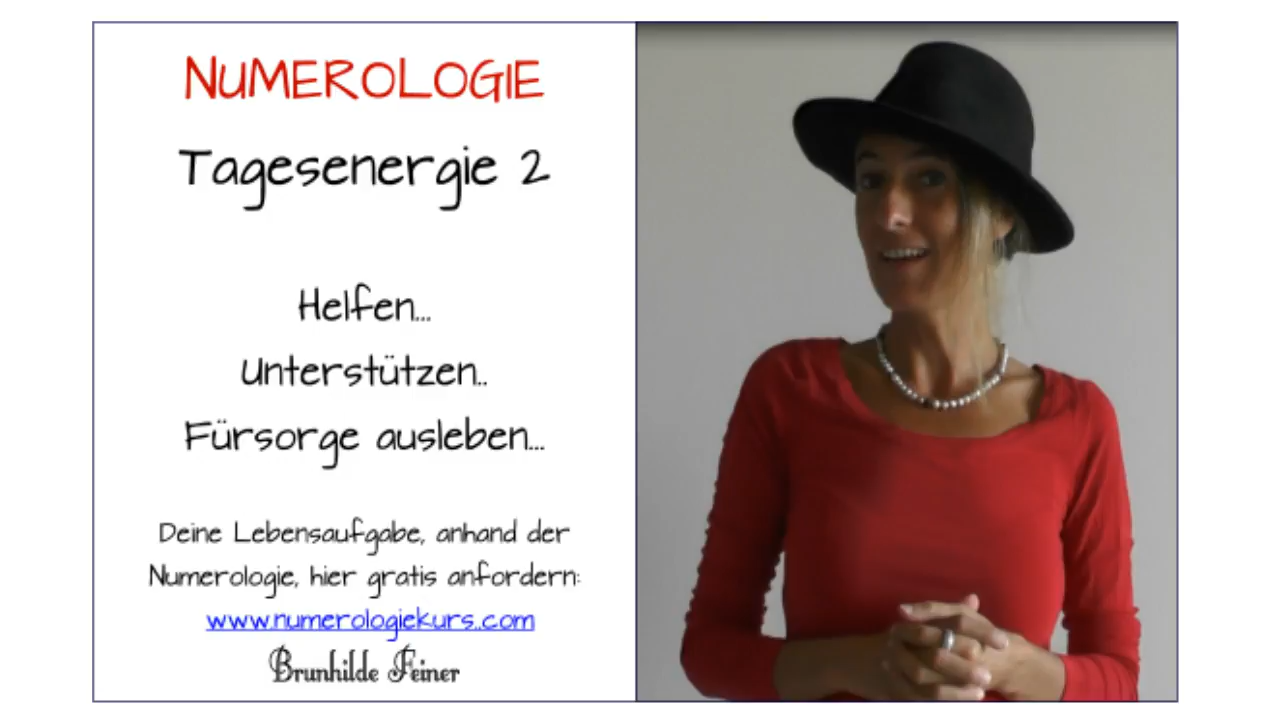 NUMEROLOGIE
Tagesenergie 2
Helfen...
Unterstützen..
Fürsorge ausleben...
Deine Lebensaufgabe, anhand der
Numerologie, hier gratis anfordern:
www.numerologiekurs.com
Brunhilde Feiner